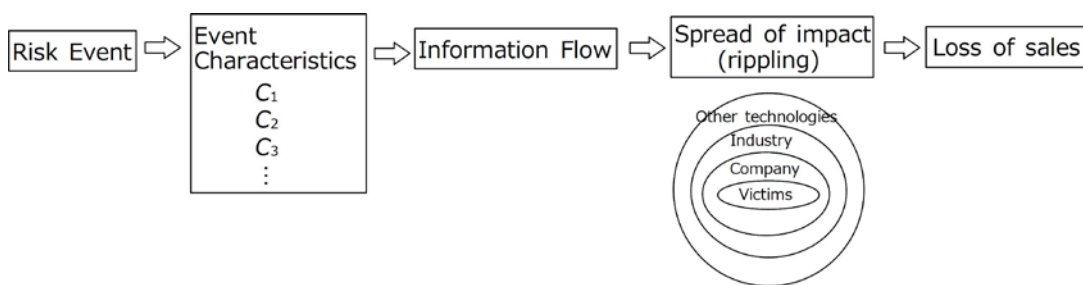 Risk Event
Event
Characteristics
C1
C2
C3
⋮
Information Flow
Spread of impact
(rippling)
Other technologies
Industry
Company
Victims
Loss of sales